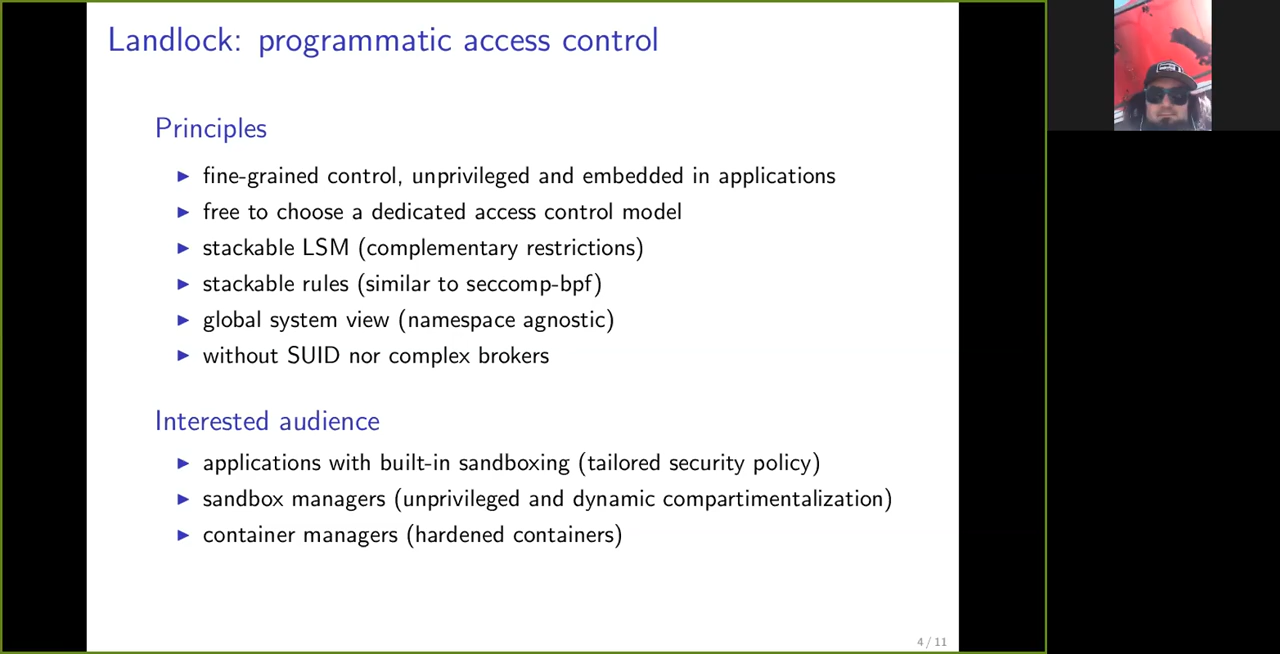 Landlock: programmatic access control
Principles
▶ fine-grained control, unprivileged and embedded in applications
▶ free to choose a dedicated access control model
▶ stackable LSM (complementary restrictions)
▶ stackable rules (similar to seccomp-bpf)
▶ global system view (namespace agnostic)
▶ without SUID nor complex brokers
Interested audience
▶ applications with built-in sandboxing (tailored security policy)
▶ sandbox managers (unprivileged and dynamic compartimentalization)
▶ container managers (hardened containers)
4 / 11